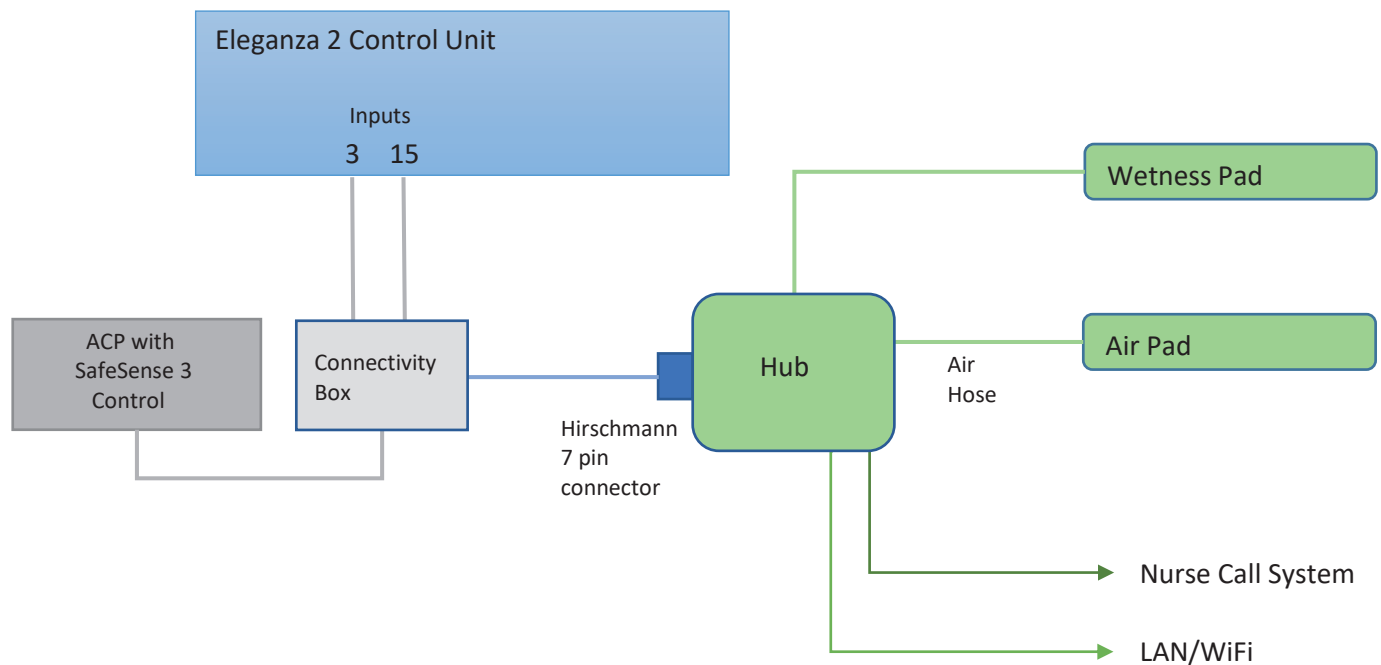 Eleganza 2 Control Unit
Inputs
3 15
Wetness Pad
ACP with
SafeSense 3
Control
Connectivity
Box
Hub
Air
Hose
Air Pad
Hirschmann
7 pin
connector
Nurse Call System
LAN/WiFi